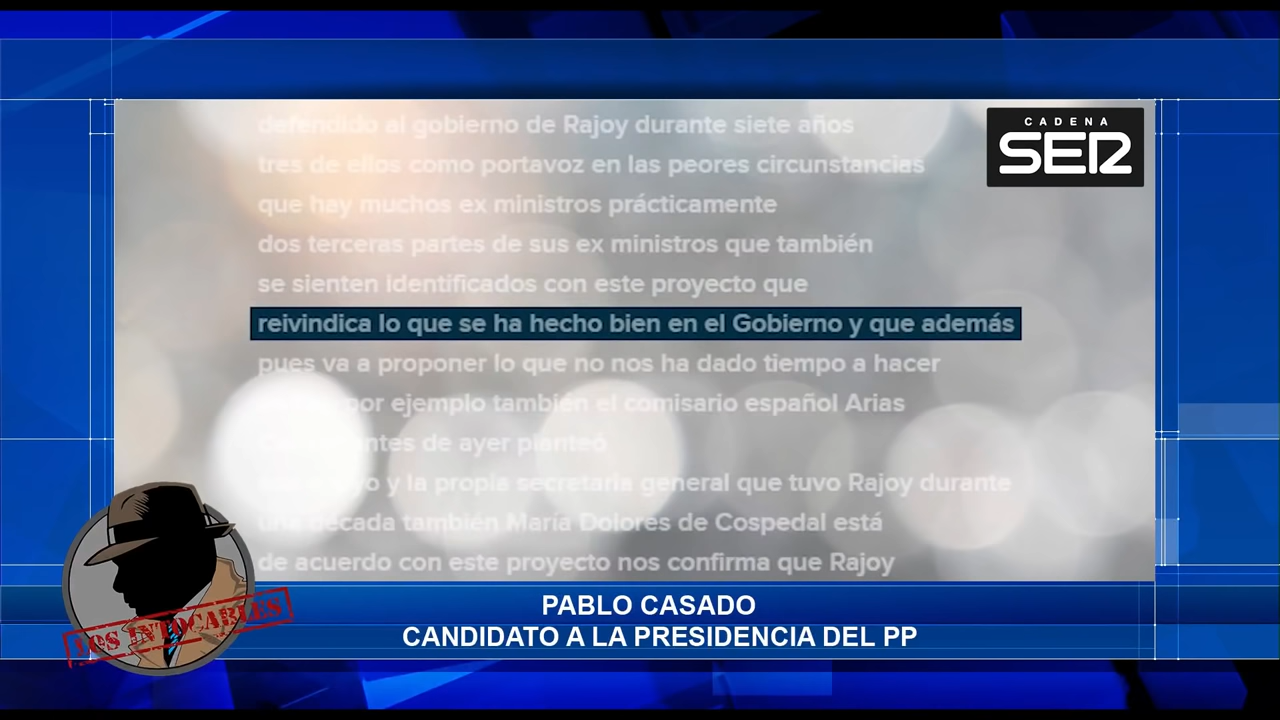 CADENA
SER
defendido al gobierno de Rajoy durante siete años
tres de ellos como portavoz en las peores circunstancias
que hay muchos ex ministros prácticamente
dos terceras partes de sus ex ministros que también
se sienten identificados con este proyecto que
reivindica lo que se ha hecho bien en el Gobierno y que además
pues va a proponer lo que no nos ha dado tiempo a hacer
por ejemplo también el comisario español Arias
antes de ayer planteó
y la propia secretaria general que tuvo Rajoy durante
una década también María Dolores de Cospedal está
de acuerdo con este proyecto nos confirma que Rajoy
LOS INTOCABLES
PABLO CASADO
CANDIDATO A LA PRESIDENCIA DEL PP